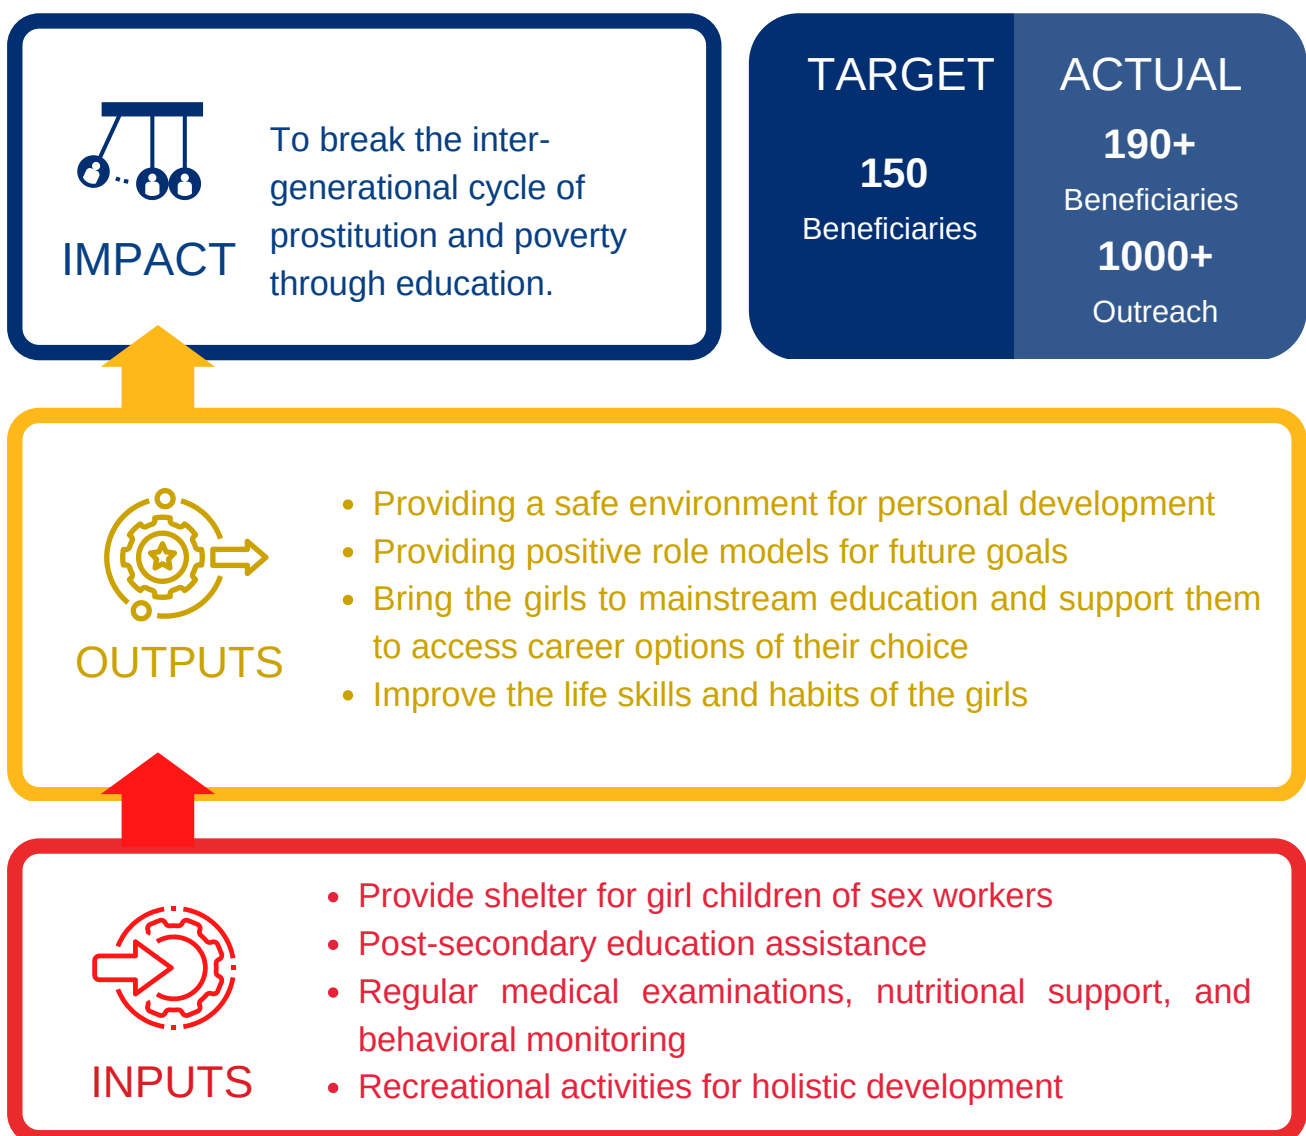 IMPACT
To break the inter-
generational cycle of
prostitution and poverty
through education.
TARGET
150
Beneficiaries
ACTUAL
190+
Beneficiaries
1000+
Outreach
OUTPUTS
• Providing a safe environment for personal development
• Providing positive role models for future goals
• Bring the girls to mainstream education and support them
to access career options of their choice
• Improve the life skills and habits of the girls
INPUTS
• Provide shelter for girl children of sex workers
• Post-secondary education assistance
• Regular medical examinations, nutritional support, and
behavioral monitoring
• Recreational activities for holistic development